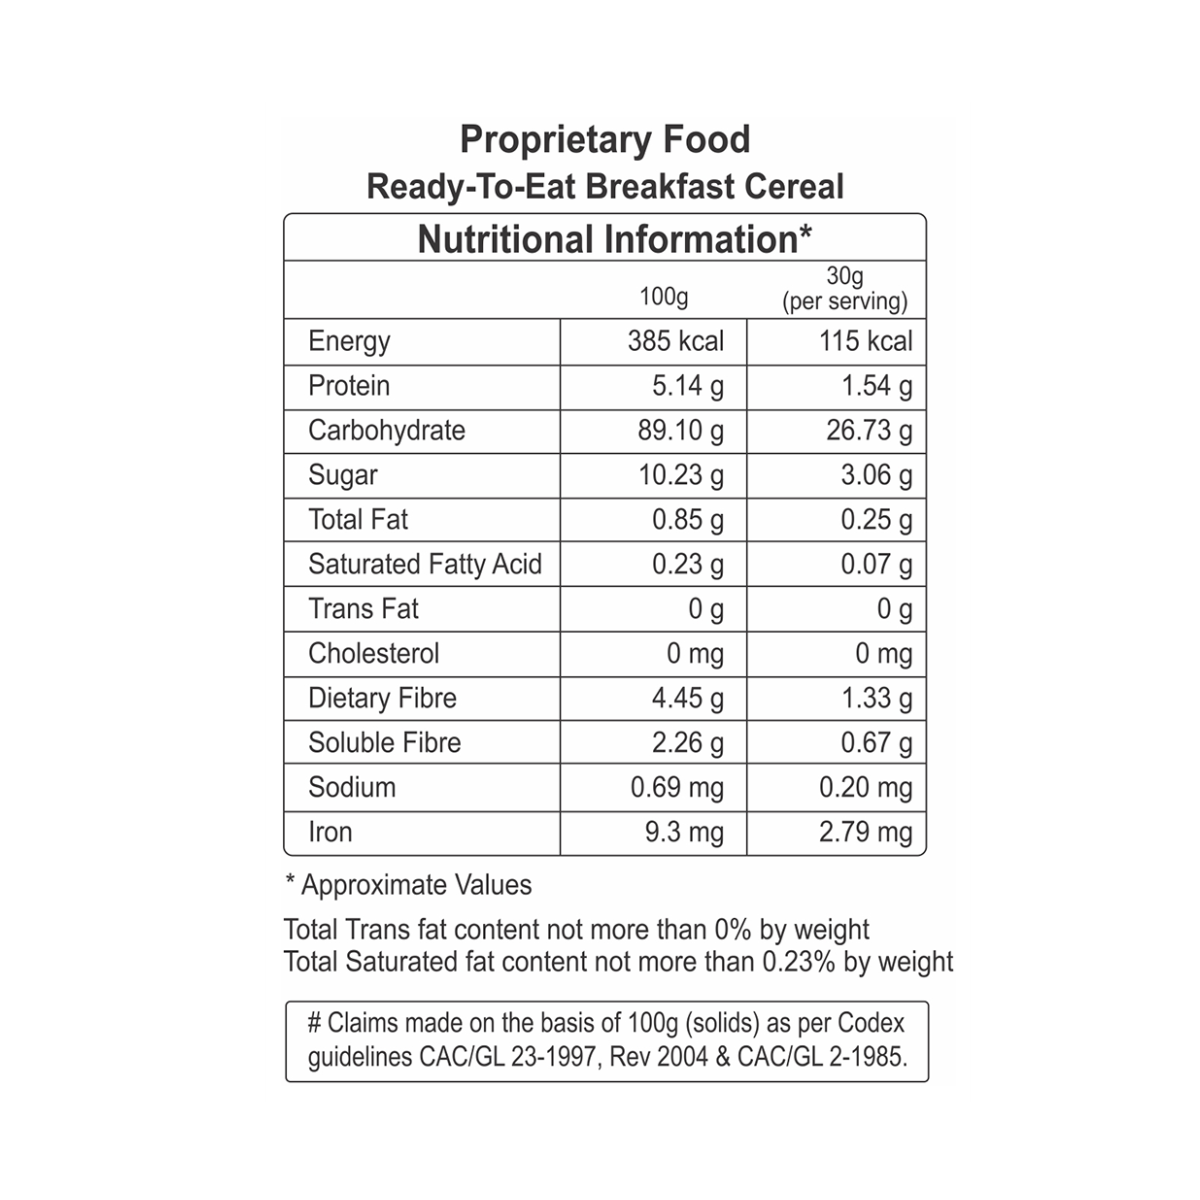 Proprietary Food
Ready-To-Eat Breakfast Cereal
Nutritional Information*
100g 30g (per serving)
Energy 385 kcal 115 kcal
Protein 5.14 g 1.54 g
Carbohydrate 89.10 g 26.73 g
Sugar 10.23 g 3.06 g
Total Fat 0.85 g 0.25 g
Saturated Fatty Acid 0.23 g 0.07 g
Trans Fat 0 g 0 g
Cholesterol 0 mg 0 mg
Dietary Fibre 4.45 g 1.33 g
Soluble Fibre 2.26 g 0.67 g
Sodium 0.69 mg 0.20 mg
Iron 9.3 mg 2.79 mg
* Approximate Values
Total Trans fat content not more than 0% by weight
Total Saturated fat content not more than 0.23% by weight
# Claims made on the basis of 100g (solids) as per Codex
guidelines CAC/GL 23-1997, Rev 2004 & CAC/GL 2-1985.